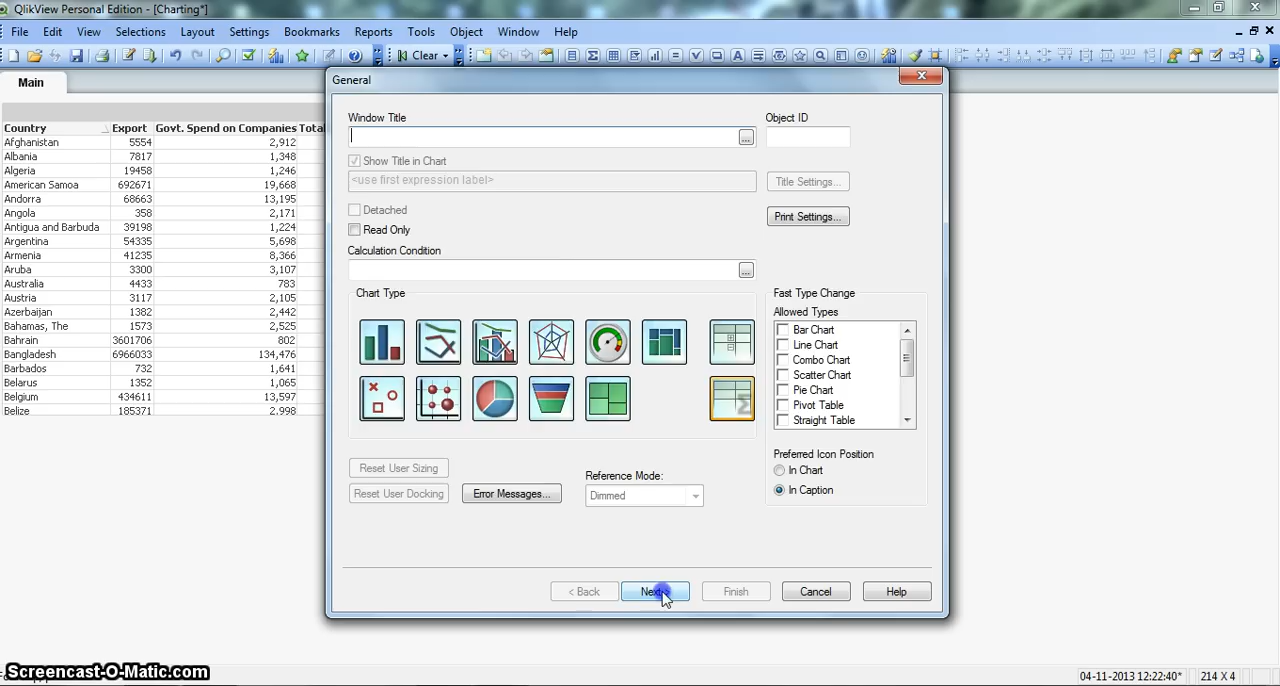 QlikView Personal Edition - [Charting*]
File Edit View Selections Layout Settings Bookmarks Reports Tools Object Window Help
Clear
Main
General
Country Export Govt. Spend on Companies Total
Afghanistan 5554 2,912
Albania 7817 1,348
Algeria 19458 1,246
American Samoa 692671 19,668
Andorra 68663 13,195
Angola 358 2,171
Antigua and Barbuda 39198 1,224
Argentina 54335 5,698
Armenia 41235 8,366
Aruba 3300 3,107
Australia 4433 783
Austria 3117 2,105
Azerbaijan 1382 2,442
Bahamas, The 1573 2,525
Bahrain 3601706 802
Bangladesh 6966033 134,476
Barbados 732 1,641
Belarus 1352 1,065
Belgium 434611 13,597
Belize 185371 2,998
Window Title
Object ID
...
Show Title in Chart
<use first expression label>
Title Settings...
Detached
Print Settings...
Read Only
Calculation Condition
...
Chart Type
Fast Type Change
Allowed Types
Bar Chart
Line Chart
Combo Chart
Scatter Chart
Pie Chart
Pivot Table
Straight Table
Preferred Icon Position
In Chart
In Caption
Reset User Sizing
Reset User Docking
Error Messages...
Reference Mode:
Dimmed
< Back
Next >
Finish
Cancel
Help
Screencast-O-Matic.com
04-11-2013 12:22:40*
214 X 4